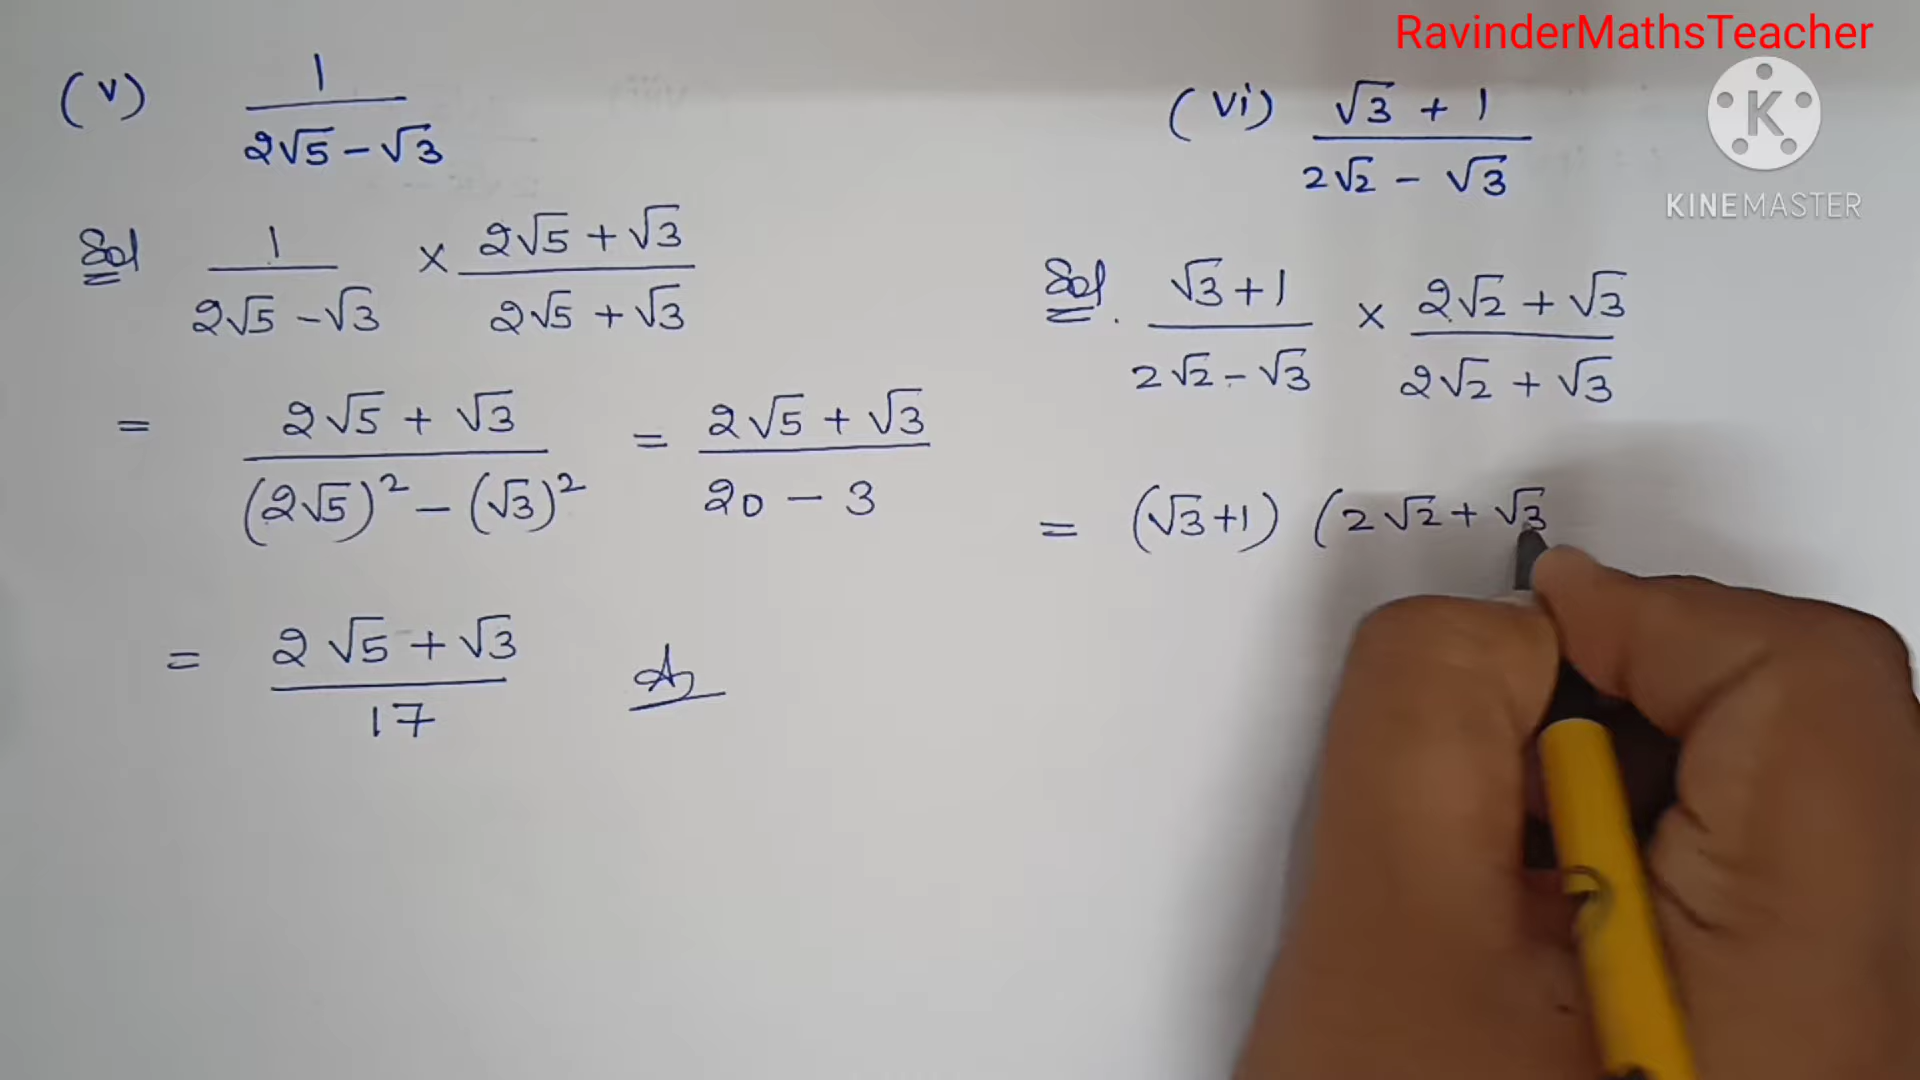 RavinderMathsTeacher
K
KINEMASTER
(v) 1 / 2√5 - √3
Sol 1 / 2√5 - √3 × 2√5 + √3 / 2√5 + √3
= 2√5 + √3 / (2√5)² - (√3)² = 2√5 + √3 / 20 - 3
= 2√5 + √3 / 17 A
(vi) √3 + 1 / 2√2 - √3
Sol. √3 + 1 / 2√2 - √3 × 2√2 + √3 / 2√2 + √3
= (√3+1) (2√2 + √3